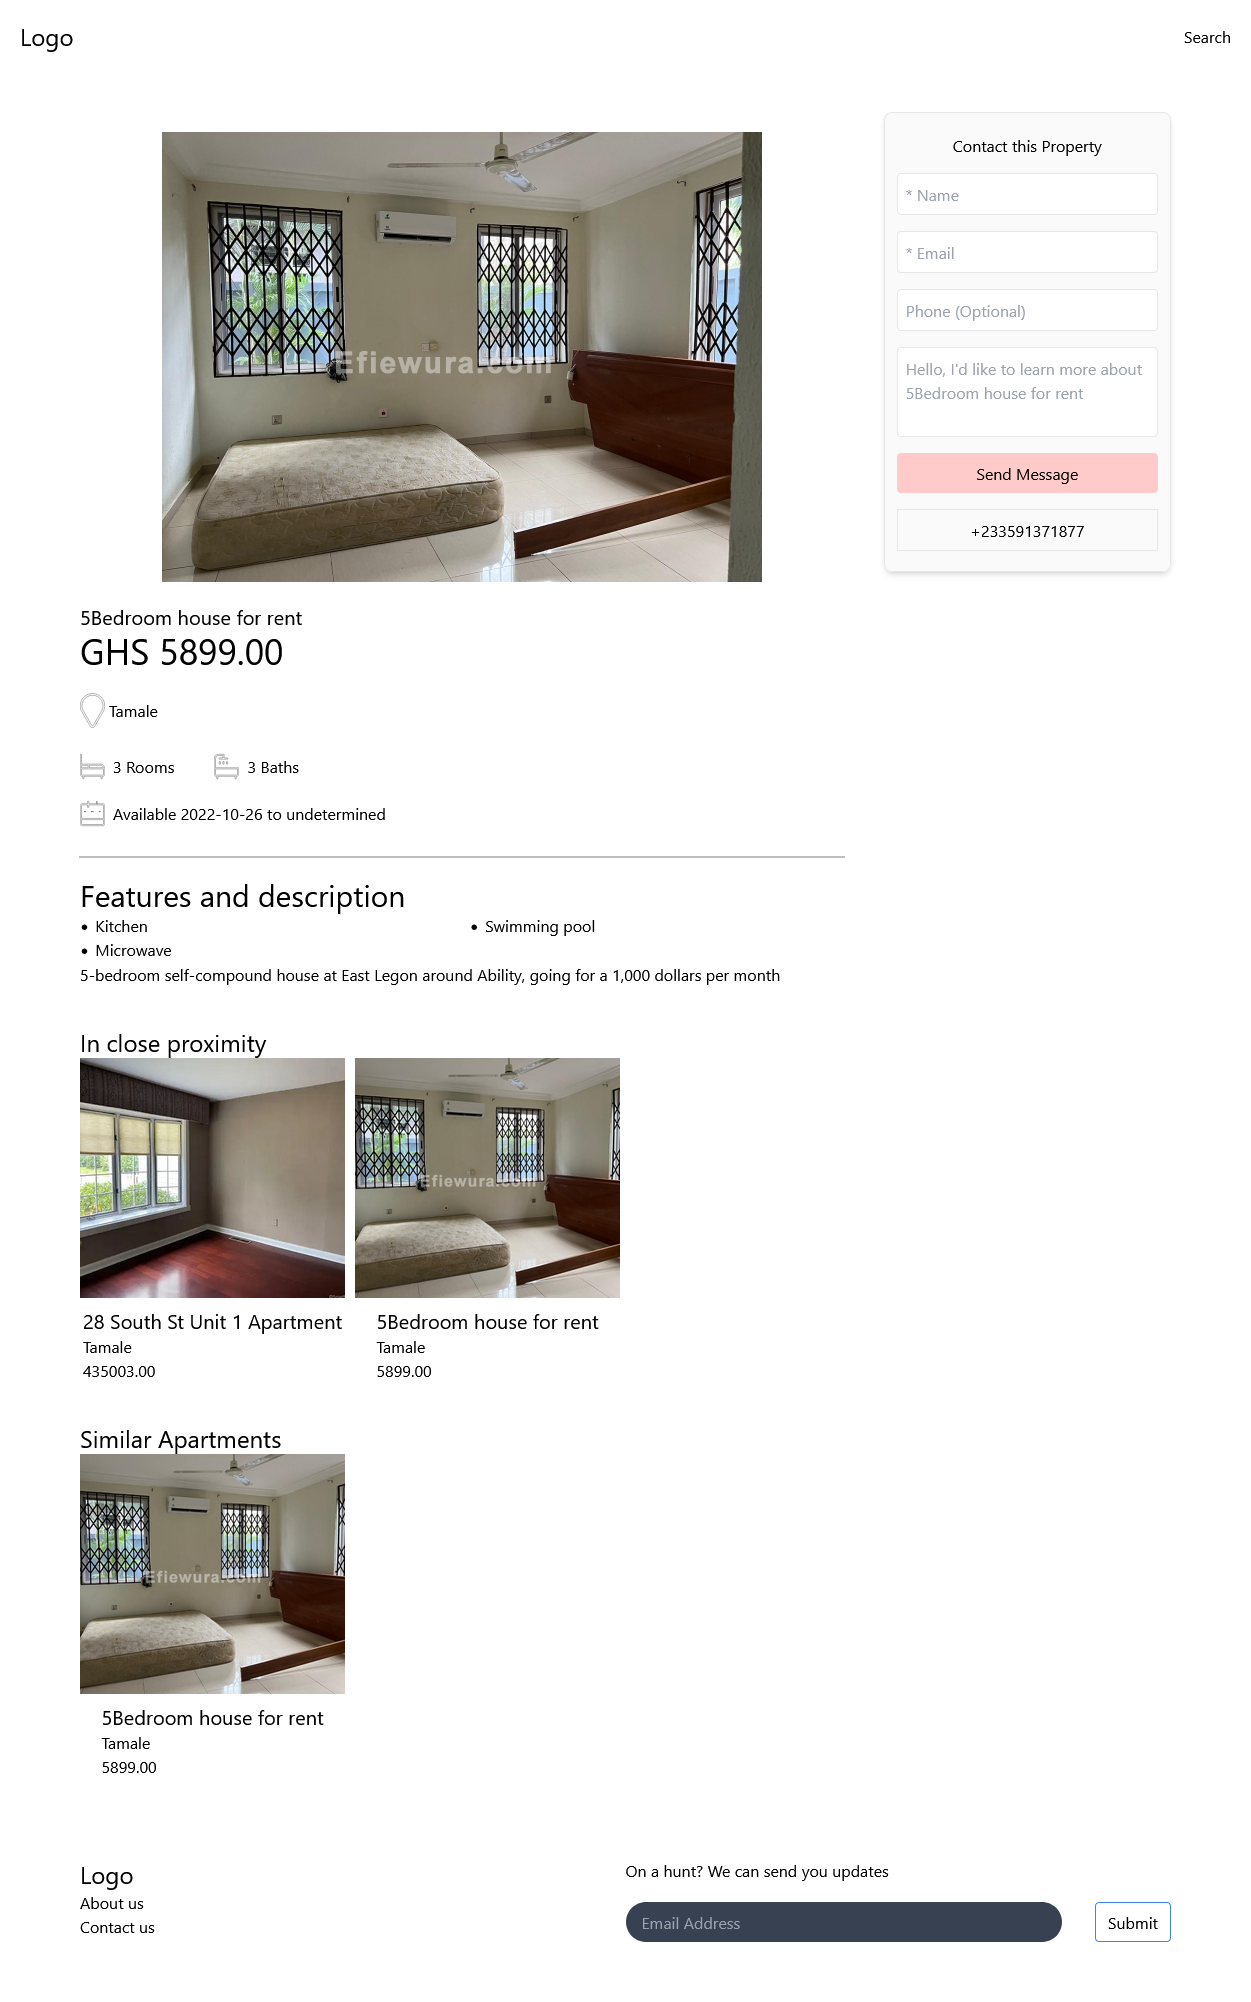 Logo
Search
Efiewura.com
Contact this Property
* Name
* Email
Phone (Optional)
Hello, I'd like to learn more about
5Bedroom house for rent
Send Message
+233591371877
5Bedroom house for rent
GHS 5899.00
Tamale
3 Rooms
3 Baths
Available 2022-10-26 to undetermined
Features and description
• Kitchen
• Swimming pool
• Microwave
5-bedroom self-compound house at East Legon around Ability, going for a 1,000 dollars per month
In close proximity
Efiewura.com
28 South St Unit 1 Apartment
Tamale
435003.00
5Bedroom house for rent
Tamale
5899.00
Similar Apartments
Efiewura.com
5Bedroom house for rent
Tamale
5899.00
Logo
About us
Contact us
On a hunt? We can send you updates
Email Address
Submit